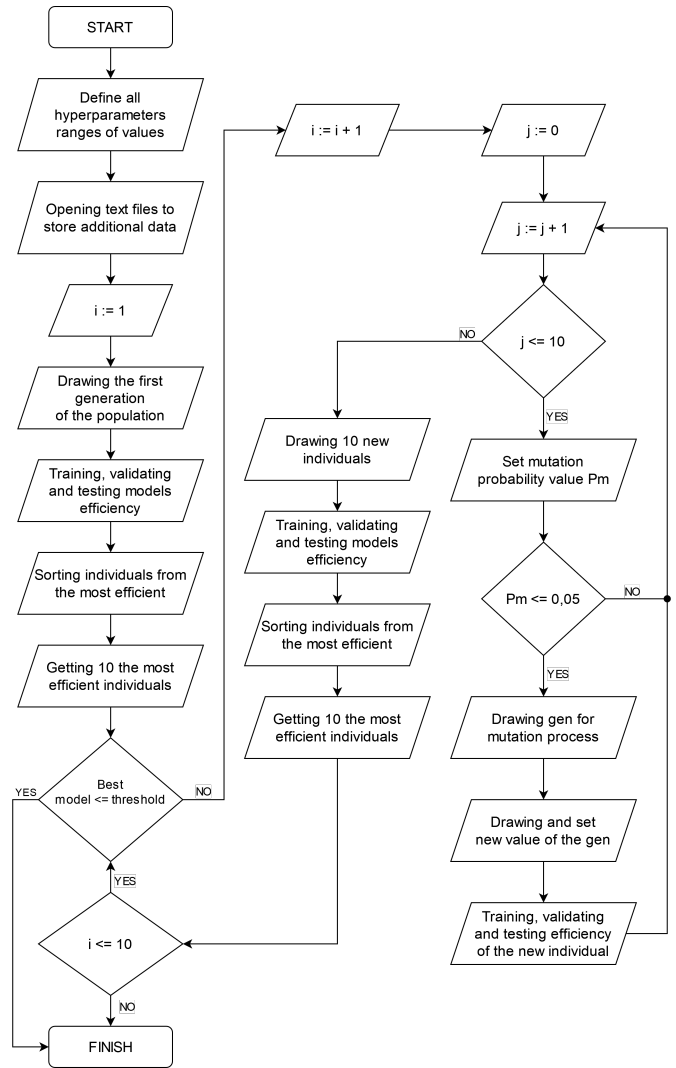 START
Define all
hyperparameters
ranges of values
Opening text files to
store additional data
i := 1
Drawing the first
generation
of the population
Training, validating
and testing models
efficiency
Sorting individuals from
the most efficient
Getting 10 the most
efficient individuals
Best
model <= threshold
YES
NO
i <= 10
YES
NO
FINISH
i := i + 1
j := 0
j := j + 1
j <= 10
NO
YES
Drawing 10 new
individuals
Training, validating
and testing models
efficiency
Sorting individuals from
the most efficient
Getting 10 the most
efficient individuals
Set mutation
probability value Pm
Pm <= 0,05
NO
YES
Drawing gen for
mutation process
Drawing and set
new value of the gen
Training, validating
and testing efficiency
of the new individual